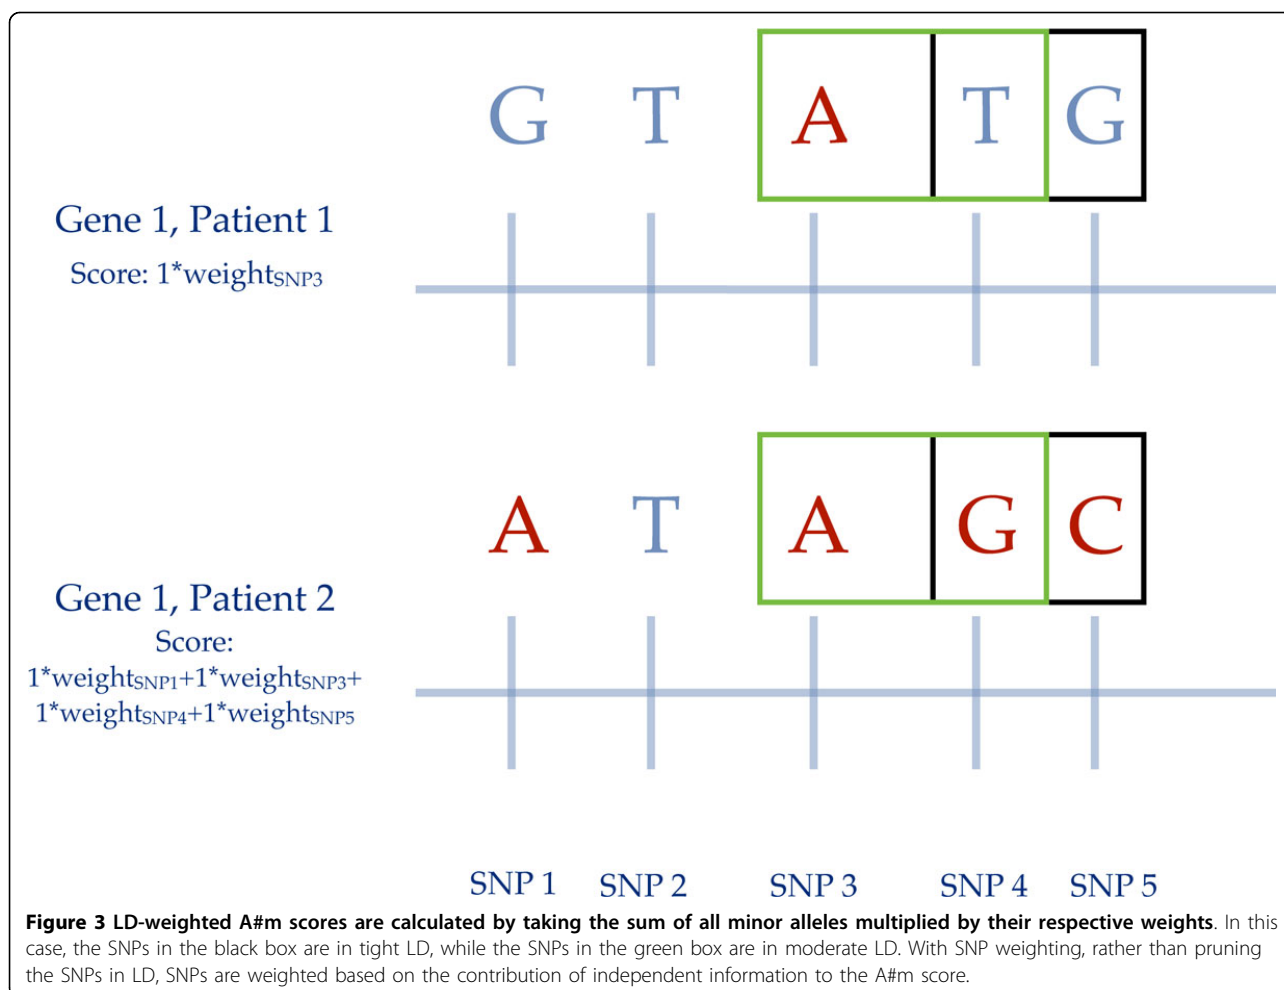 G T A T G
Gene 1, Patient 1
Score: 1*weightSNP3
A T A G C
Gene 1, Patient 2
Score:
1*weightSNP1+1*weightSNP3+
1*weightSNP4+1*weightSNP5
SNP 1 SNP 2 SNP 3 SNP 4 SNP 5
Figure 3 LD-weighted A#m scores are calculated by taking the sum of all minor alleles multiplied by their respective weights. In this
case, the SNPs in the black box are in tight LD, while the SNPs in the green box are in moderate LD. With SNP weighting, rather than pruning
the SNPs in LD, SNPs are weighted based on the contribution of independent information to the A#m score.